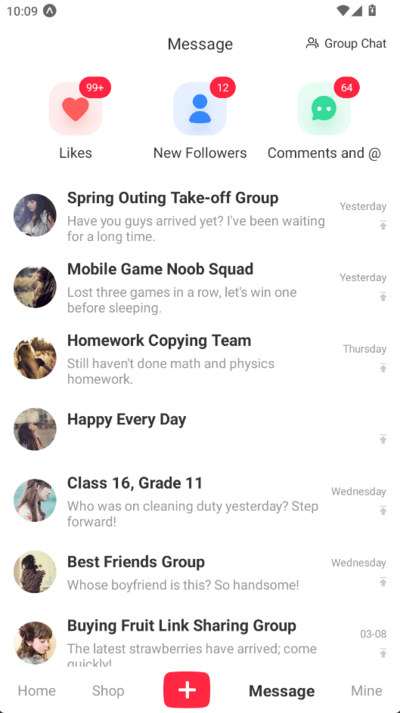 10:09
Message
Group Chat
99+
12
64
Likes
New Followers
Comments and @
Spring Outing Take-off Group
Yesterday
Have you guys arrived yet? I've been waiting
for a long time.
Mobile Game Noob Squad
Yesterday
Lost three games in a row, let's win one
before sleeping.
Homework Copying Team
Thursday
Still haven't done math and physics
homework.
Happy Every Day
Class 16, Grade 11
Wednesday
Who was on cleaning duty yesterday? Step
forward!
Best Friends Group
Wednesday
Whose boyfriend is this? So handsome!
Buying Fruit Link Sharing Group
03-08
The latest strawberries have arrived; come
quickly!
Home
Shop
Message
Mine